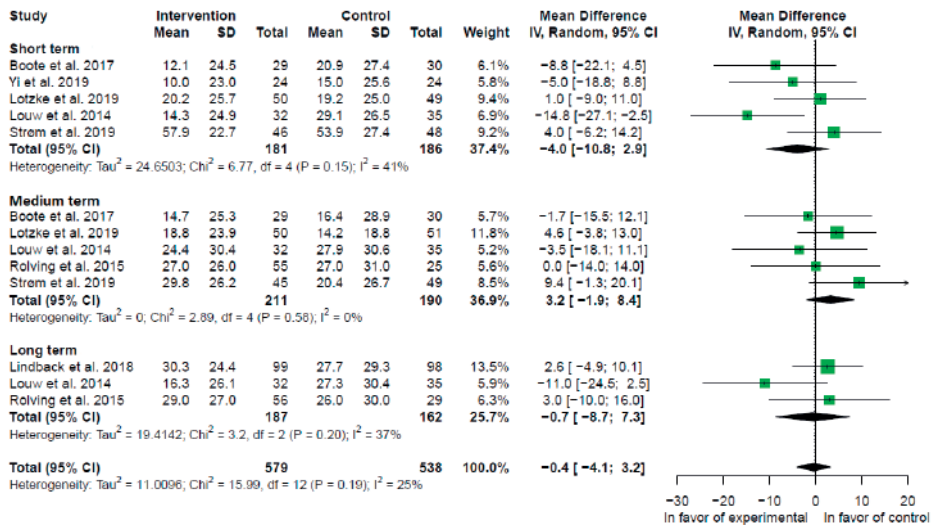 Study Intervention Control Mean Difference Mean Difference
Mean SD Total Mean SD Total Weight IV, Random, 95% CI IV, Random, 95% CI
Short term
Boote et al. 2017 12.1 24.5 29 20.9 27.4 30 6.1% −8.8 [−22.1; 4.5]
Yi et al. 2019 10.0 23.0 24 15.0 25.6 24 5.7% −5.0 [−18.8; 8.8]
Lotzke et al. 2019 20.2 25.7 50 19.2 25.0 49 9.4% 1.0 [ −9.0; 11.0]
Louw et al. 2014 14.3 24.9 32 29.1 26.5 35 6.9% −14.8 [−27.1; −2.5]
Strøm et al. 2019 57.9 22.7 46 53.9 27.4 48 9.2% 4.0 [ −6.2; 14.2]
Total (95% CI) 181 186 37.4% −4.0 [−10.8; 2.9]
Heterogeneity: Tau² = 24.6503; Chi² = 6.77, df = 4 (P = 0.15); I² = 41%
Medium term
Boote et al. 2017 14.7 25.3 29 16.4 28.9 30 5.7% −1.7 [−15.5; 12.1]
Lotzke et al. 2019 18.8 23.9 50 14.2 18.8 51 11.8% 4.6 [ −3.8; 13.0]
Louw et al. 2014 24.4 30.4 32 27.9 30.6 35 5.2% −3.5 [−18.1; 11.1]
Rolving et al. 2015 27.0 26.0 55 27.0 31.0 25 5.6% 0.0 [−14.0; 14.0]
Strøm et al. 2019 29.8 26.2 45 20.4 26.7 49 8.5% 9.4 [ −1.3; 20.1]
Total (95% CI) 211 190 36.9% 3.2 [ −1.9; 8.4]
Heterogeneity: Tau² = 0; Chi² = 2.89, df = 4 (P = 0.58); I² = 0%
Long term
Lindback et al. 2018 30.3 24.4 99 27.7 29.3 98 13.5% 2.6 [ −4.9; 10.1]
Louw et al. 2014 16.3 26.1 32 27.3 30.4 35 5.9% −11.0 [−24.5; 2.5]
Rolving et al. 2015 29.0 27.0 56 26.0 30.0 29 6.3% 3.0 [−10.0; 16.0]
Total (95% CI) 187 162 25.7% −0.7 [ −8.7; 7.3]
Heterogeneity: Tau² = 19.4142; Chi² = 3.2, df = 2 (P = 0.20); I² = 37%
Total (95% CI) 579 538 100.0% −0.4 [ −4.1; 3.2]
Heterogeneity: Tau² = 11.0096; Chi² = 15.99, df = 12 (P = 0.19); I² = 25%
−30 −20 −10 0 10 20
In favor of experimental In favor of control